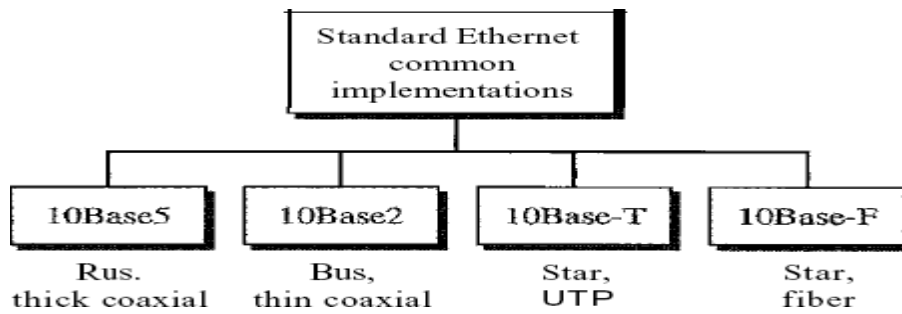 Standard Ethernet
common
implementations
10Base5
10Base2
10Base-T
10Base-F
Rus.
thick coaxial
Bus,
thin coaxial
Star,
UTP
Star,
fiber